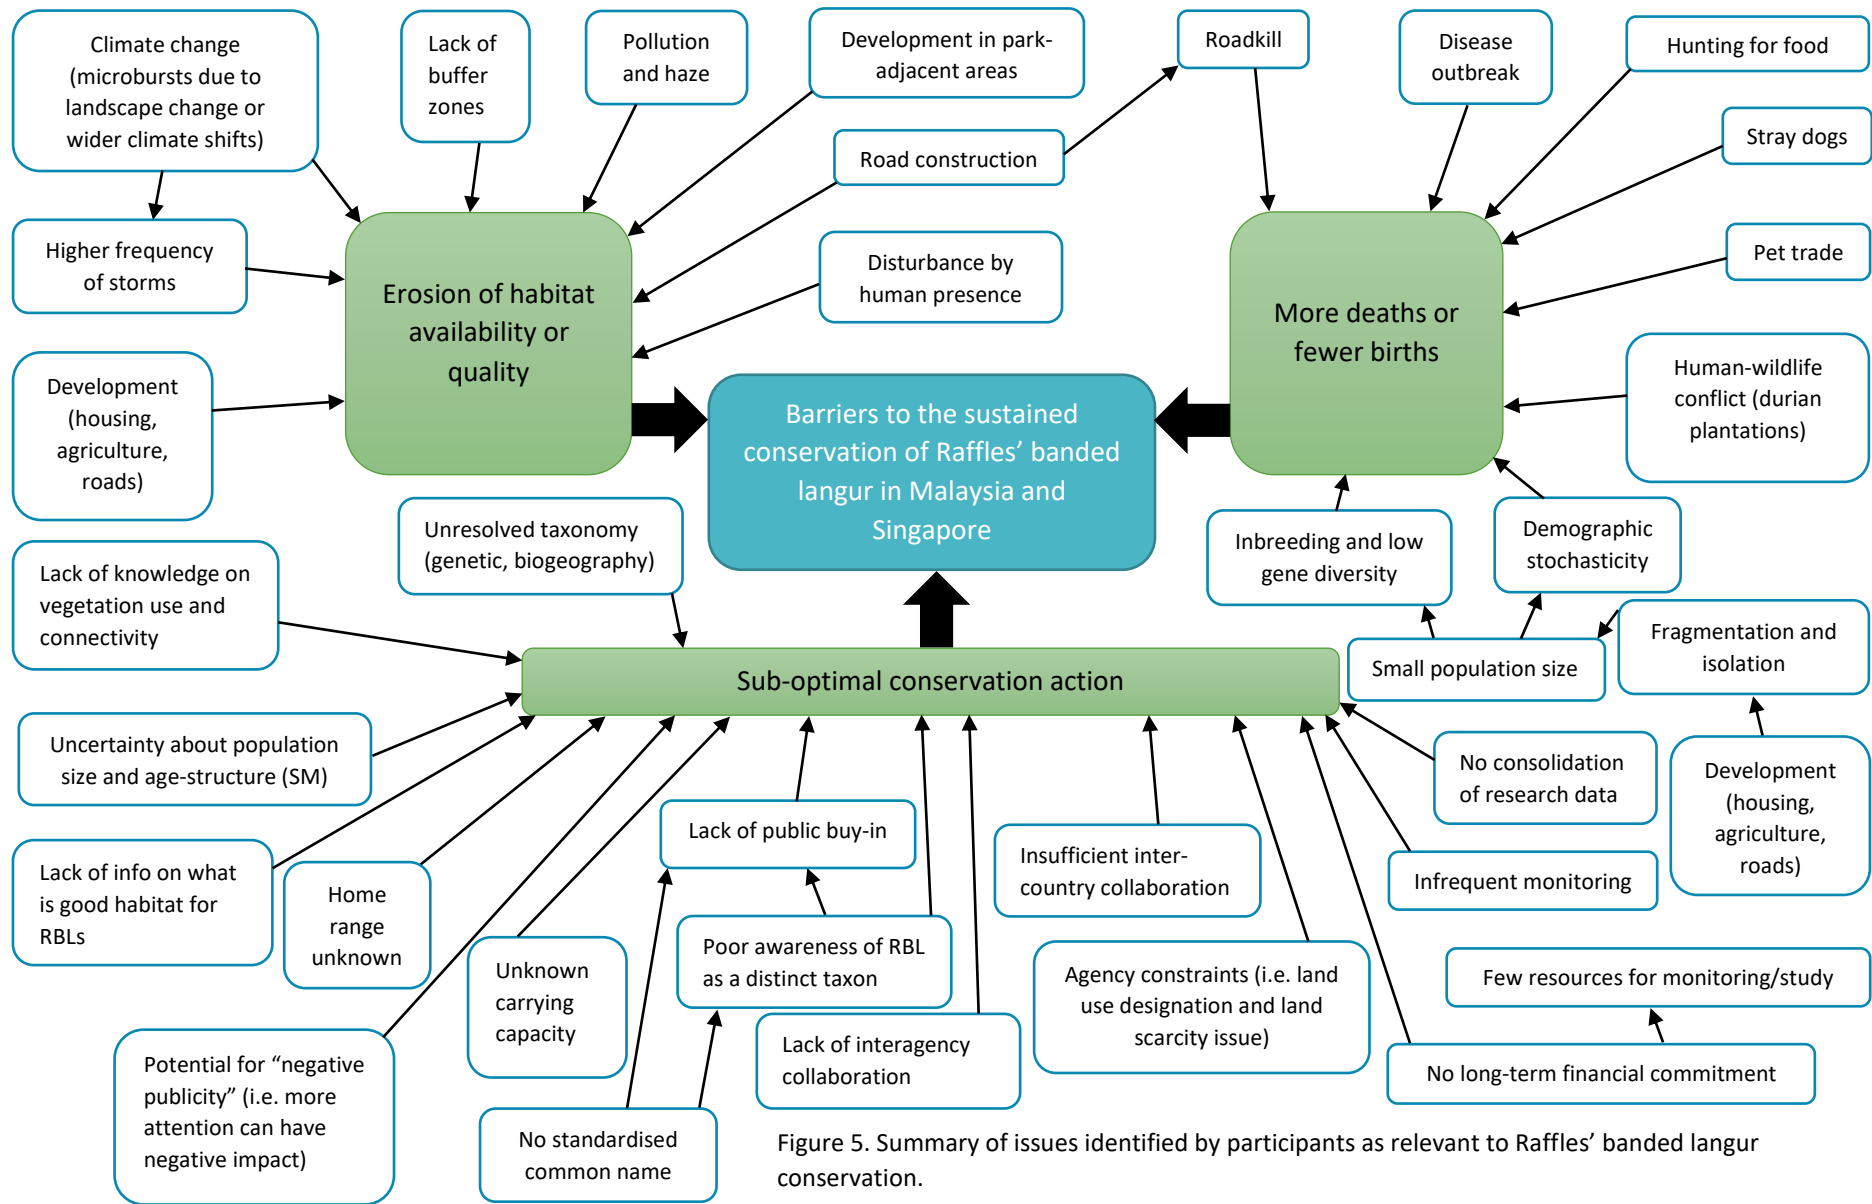 Climate change
(microbursts due to
landscape change or
wider climate shifts)
Lack of
buffer
zones
Pollution
and haze
Development in park-
adjacent areas
Roadkill
Disease
outbreak
Hunting for food
Stray dogs
Road construction
Higher frequency
of storms
Erosion of habitat
availability or
quality
Disturbance by
human presence
More deaths or
fewer births
Pet trade
Development
(housing,
agriculture,
roads)
Barriers to the sustained
conservation of Raffles’ banded
langur in Malaysia and
Singapore
Human-wildlife
conflict (durian
plantations)
Unresolved taxonomy
(genetic, biogeography)
Inbreeding and low
gene diversity
Demographic
stochasticity
Lack of knowledge on
vegetation use and
connectivity
Fragmentation and
isolation
Small population size
Sub-optimal conservation action
Uncertainty about population
size and age-structure (SM)
No consolidation
of research data
Development
(housing,
agriculture,
roads)
Lack of public buy-in
Insufficient inter-
country collaboration
Infrequent monitoring
Lack of info on what
is good habitat for
RBLs
Home
range
unknown
Unknown
carrying
capacity
Poor awareness of RBL
as a distinct taxon
Agency constraints (i.e. land
use designation and land
scarcity issue)
Few resources for monitoring/study
Potential for “negative
publicity” (i.e. more
attention can have
negative impact)
Lack of interagency
collaboration
No long-term financial commitment
No standardised
common name
Figure 5. Summary of issues identified by participants as relevant to Raffles’ banded langur
conservation.